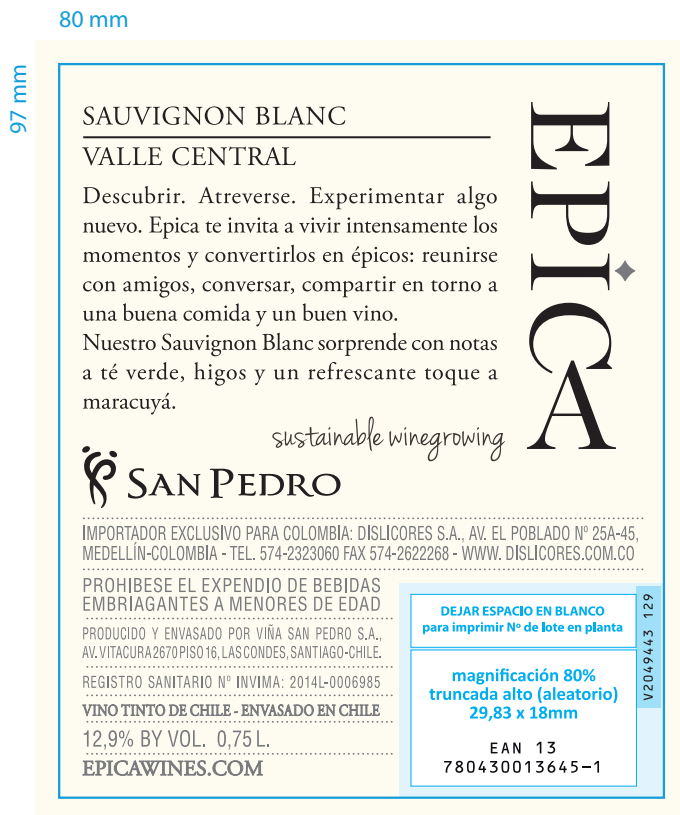 80 mm
97 mm
SAUVIGNON BLANC
VALLE CENTRAL
Descubrir. Atreverse. Experimentar algo
nuevo. Epica te invita a vivir intensamente los
momentos y convertirlos en épicos: reunirse
con amigos, conversar, compartir en torno a
una buena comida y un buen vino.
Nuestro Sauvignon Blanc sorprende con notas
a té verde, higos y un refrescante toque a
maracuyá.
EPICA
sustainable winegrowing
SAN PEDRO
IMPORTADOR EXCLUSIVO PARA COLOMBIA: DISLICORES S.A., AV. EL POBLADO Nº 25A-45,
MEDELLÍN-COLOMBIA - TEL. 574-2323060 FAX 574-2622268 - WWW. DISLICORES.COM.CO
PROHIBESE EL EXPENDIO DE BEBIDAS
EMBRIAGANTES A MENORES DE EDAD
PRODUCIDO Y ENVASADO POR VIÑA SAN PEDRO S.A.,
AV. VITACURA 2670 PISO 16, LAS CONDES, SANTIAGO-CHILE.
REGISTRO SANITARIO Nº INVIMA: 2014L-0006985
VINO TINTO DE CHILE - ENVASADO EN CHILE
12,9% BY VOL. 0,75 L.
EPICAWINES.COM
DEJAR ESPACIO EN BLANCO
para imprimir Nº de lote en planta
magnificación 80%
truncada alto (aleatorio)
29,83 x 18mm
EAN 13
780430013645-1
V2049443 129